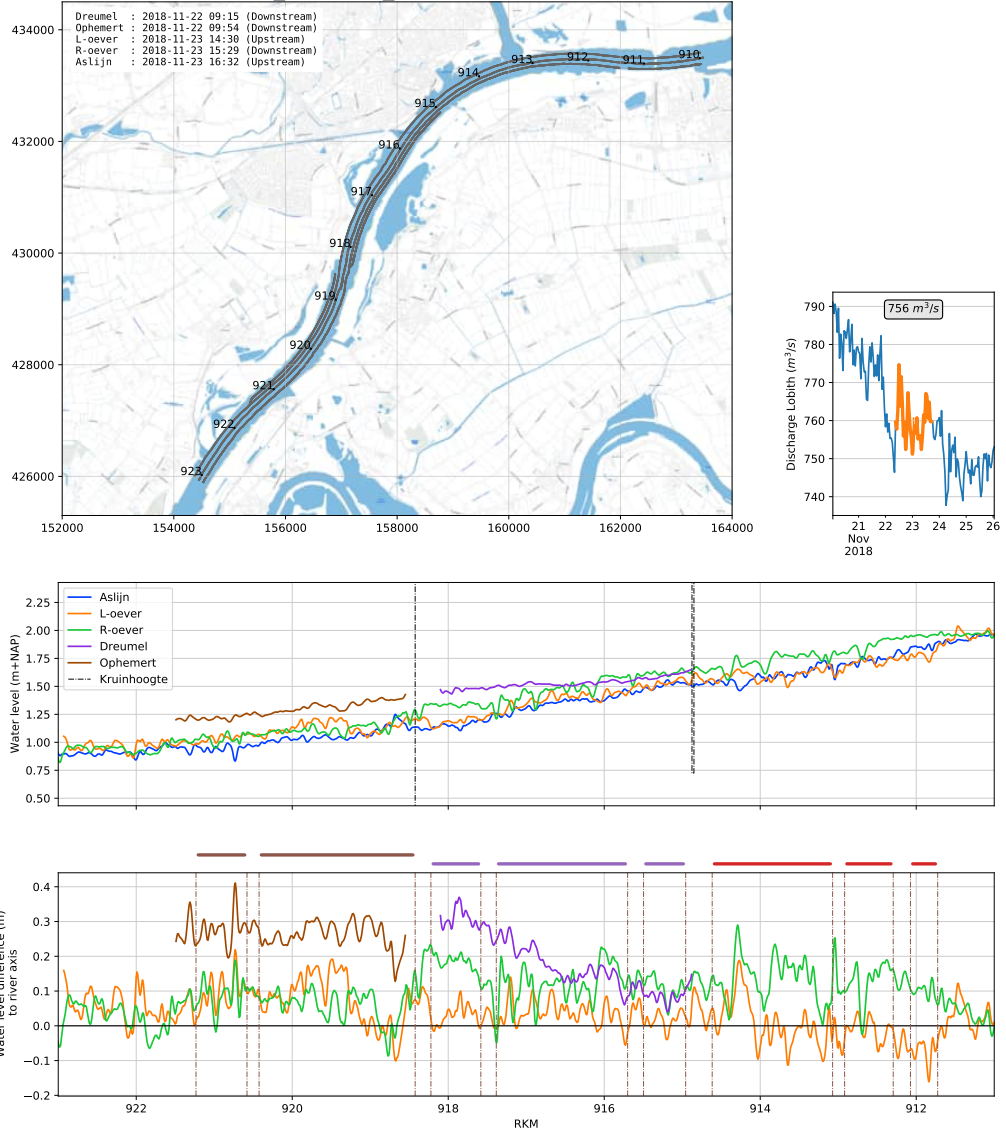 Dreumel : 2018-11-22 09:15 (Downstream)
Ophemert : 2018-11-22 09:54 (Downstream)
L-oever : 2018-11-23 14:30 (Upstream)
R-oever : 2018-11-23 15:29 (Downstream)
Aslijn : 2018-11-23 16:32 (Upstream)
434000
432000
430000
428000
426000
910
911
912
913
914
915
916
917
918
919
920
921
922
923
152000 154000 156000 158000 160000 162000 164000
Discharge Lobith (m³/s)
756 m³/s
790
780
770
760
750
740
21 22 23 24 25 26
Nov
2018
Water level (m+NAP)
2.25
2.00
1.75
1.50
1.25
1.00
0.75
0.50
Aslijn
L-oever
R-oever
Dreumel
Ophemert
Kruinhoogte
Water level difference (m)
to river axis
0.4
0.3
0.2
0.1
0.0
−0.1
−0.2
922 920 918 916 914 912
RKM